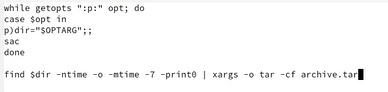 while getopts ":p:" opt; do
case $opt in
p)dir="$OPTARG";;
sac
done
find $dir -ntime -o -mtime -7 -print0 | xargs -o tar -cf archive.tar